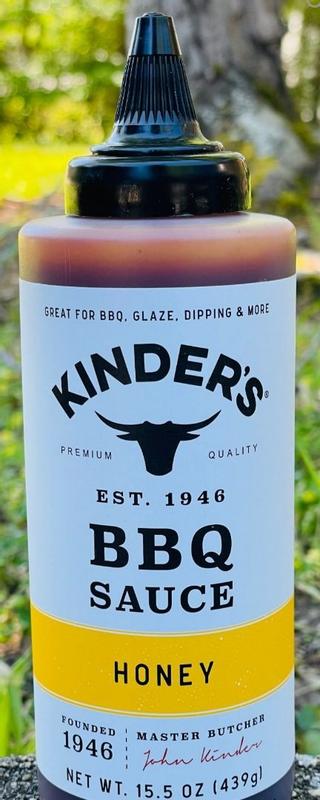 GREAT FOR BBQ, GLAZE, DIPPING & MORE
KINDER'S®
PREMIUM QUALITY
EST. 1946
BBQ
SAUCE
HONEY
FOUNDED
1946
MASTER BUTCHER
John Kinder
NET WT. 15.5 OZ (439g)